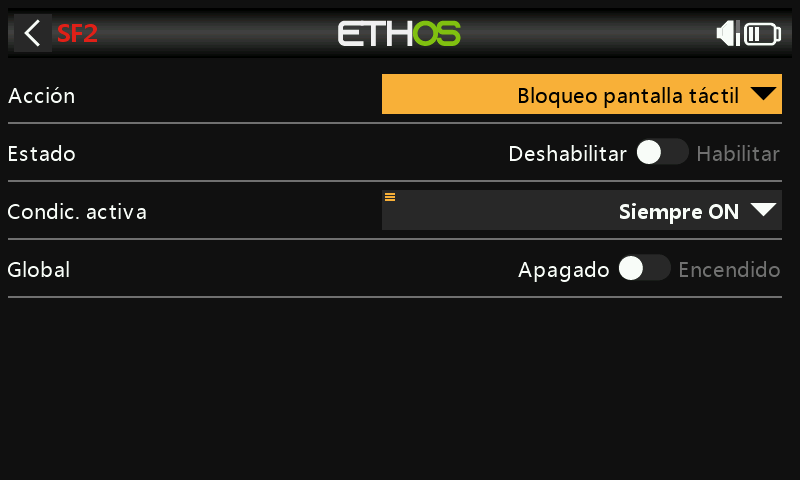 SF2 ETHOS
Acción Bloqueo pantalla táctil
Estado Deshabilitar Habilitar
Condic. activa Siempre ON
Global Apagado Encendido